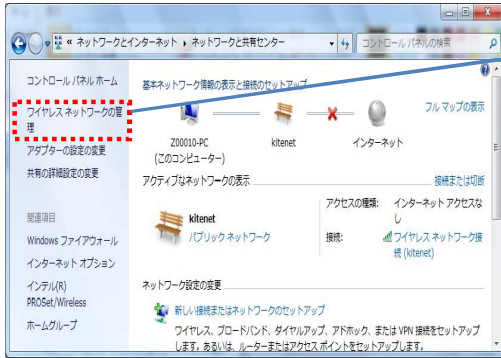 « ネットワークとインターネット ▸ ネットワークと共有センター
コントロール パネルの検索
コントロール パネル ホーム
ワイヤレス ネットワークの管
理
アダプターの設定の変更
共有の詳細設定の変更
関連項目
Windows ファイアウォール
インターネット オプション
インテル(R)
PROSet/Wireless
ホームグループ
基本ネットワーク情報の表示と接続のセットアップ
フル マップの表示
Z00010-PC
(このコンピューター)
kitenet
インターネット
アクティブなネットワークの表示
接続または切断
kitenet
パブリック ネットワーク
アクセスの種類: インターネット アクセスな
し
接続: ワイヤレス ネットワーク接
続 (kitenet)
ネットワーク設定の変更
新しい接続またはネットワークのセットアップ
ワイヤレス、ブロードバンド、ダイヤルアップ、アドホック、または VPN 接続をセットアップ
します。あるいは、ルーターまたはアクセス ポイントをセットアップします。